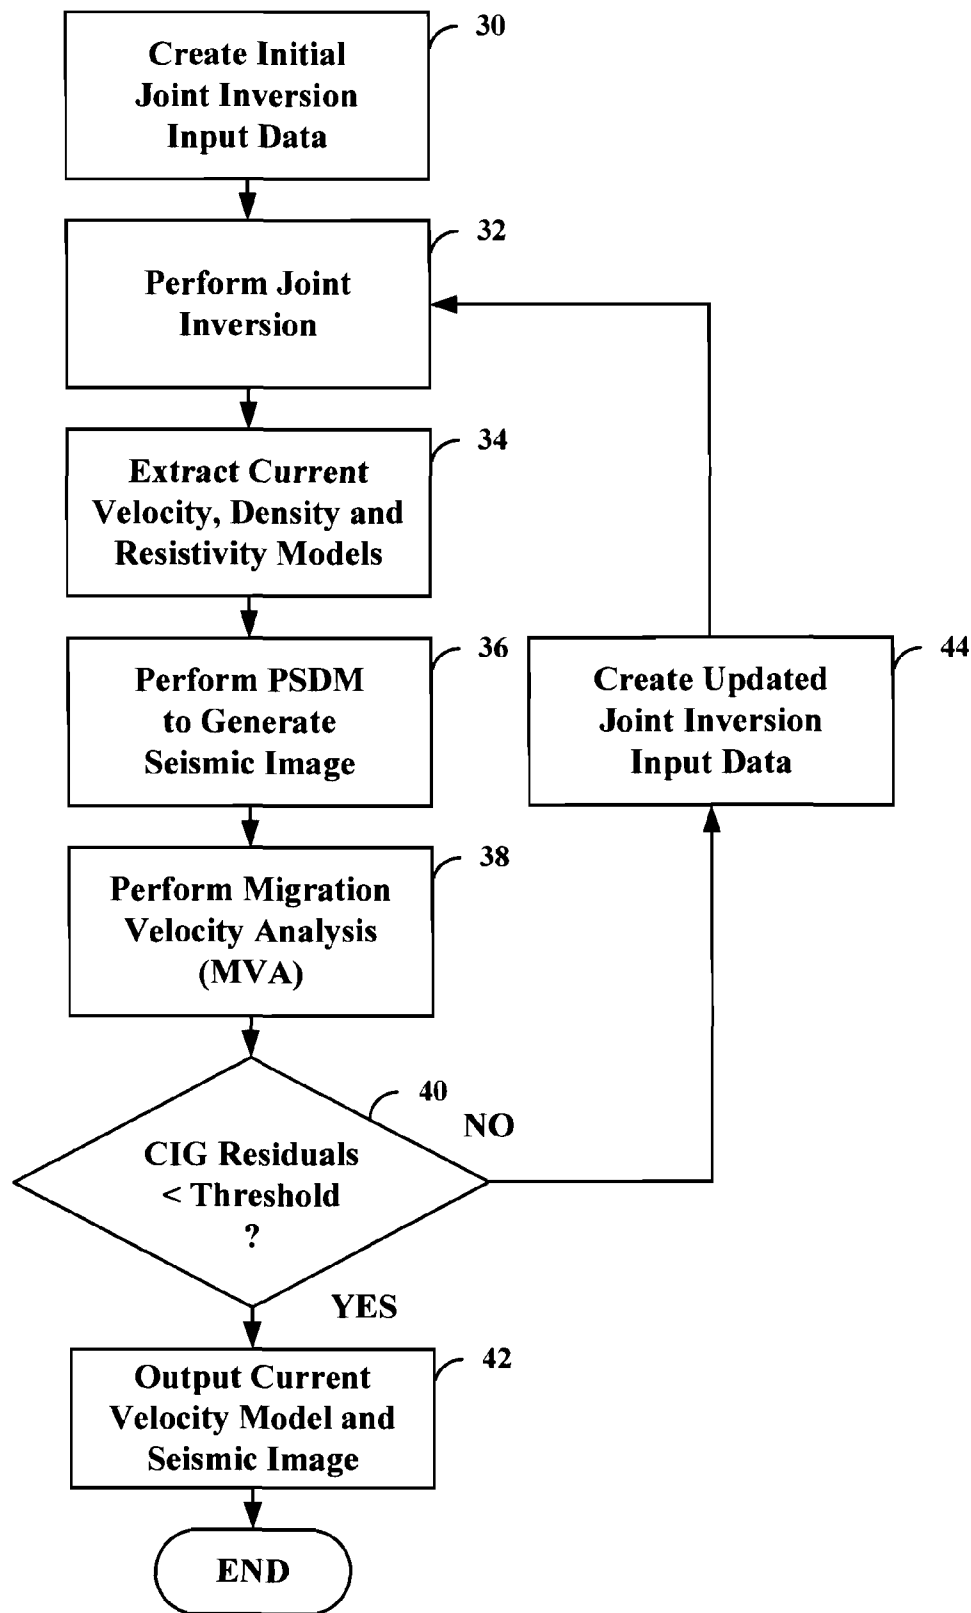 30
Create Initial
Joint Inversion
Input Data
32
Perform Joint
Inversion
34
Extract Current
Velocity, Density and
Resistivity Models
36
Perform PSDM
to Generate
Seismic Image
44
Create Updated
Joint Inversion
Input Data
38
Perform Migration
Velocity Analysis
(MVA)
40
NO
CIG Residuals
< Threshold
?
YES
42
Output Current
Velocity Model and
Seismic Image
END